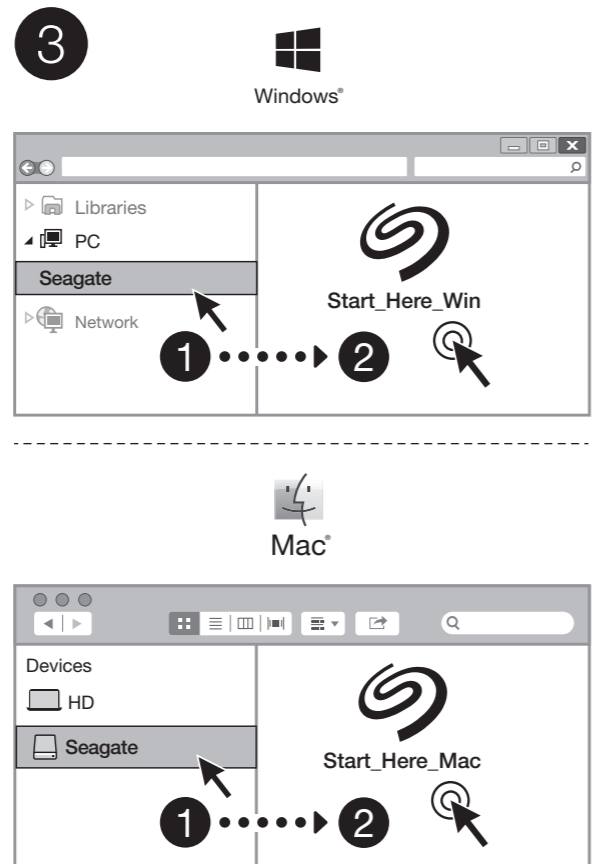 3
Windows®
Libraries
PC
Seagate
Start_Here_Win
Network
1
2
Mac®
Devices
HD
Seagate
Start_Here_Mac
1
2